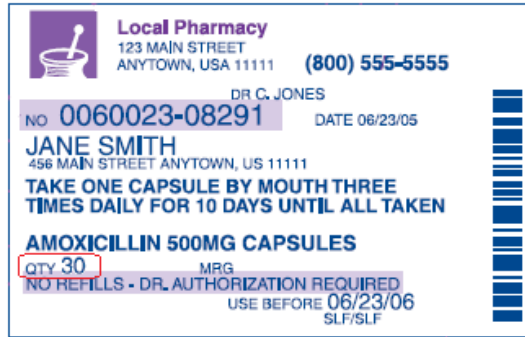 Local Pharmacy
123 MAIN STREET
ANYTOWN, USA 11111 (800) 555-5555
DR C. JONES
NO 0060023-08291 DATE 06/23/05
JANE SMITH
456 MAIN STREET ANYTOWN, US 11111
TAKE ONE CAPSULE BY MOUTH THREE
TIMES DAILY FOR 10 DAYS UNTIL ALL TAKEN
AMOXICILLIN 500MG CAPSULES
QTY 30 MRG
NO REFILLS - DR. AUTHORIZATION REQUIRED
USE BEFORE 06/23/06
SLF/SLF